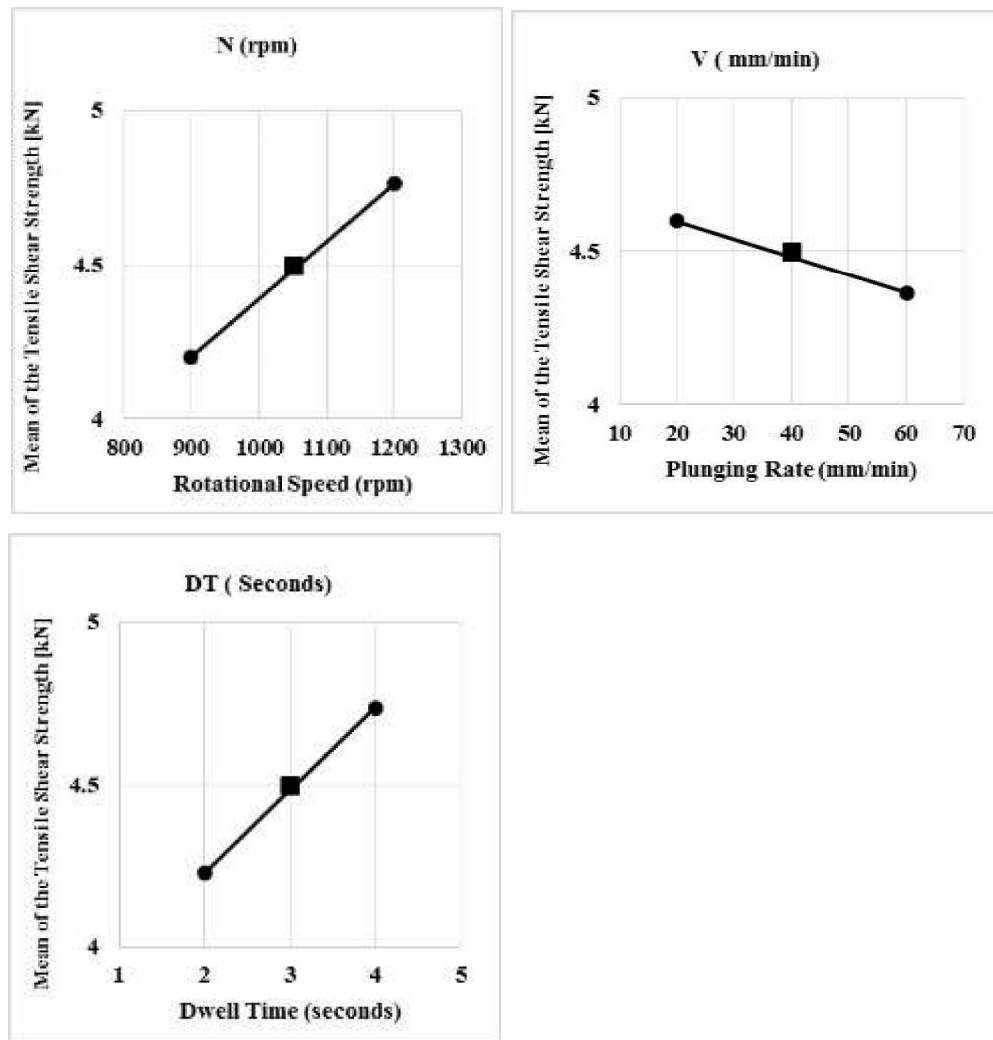 N (rpm)
Mean of the Tensile Shear Strength [kN]
5
4.5
4
800 900 1000 1100 1200 1300
Rotational Speed (rpm)
V ( mm/min)
Mean of the Tensile Shear Strength [kN]
5
4.5
4
10 20 30 40 50 60 70
Plunging Rate (mm/min)
DT ( Seconds)
Mean of the Tensile Shear Strength [kN]
5
4.5
4
1 2 3 4 5
Dwell Time (seconds)